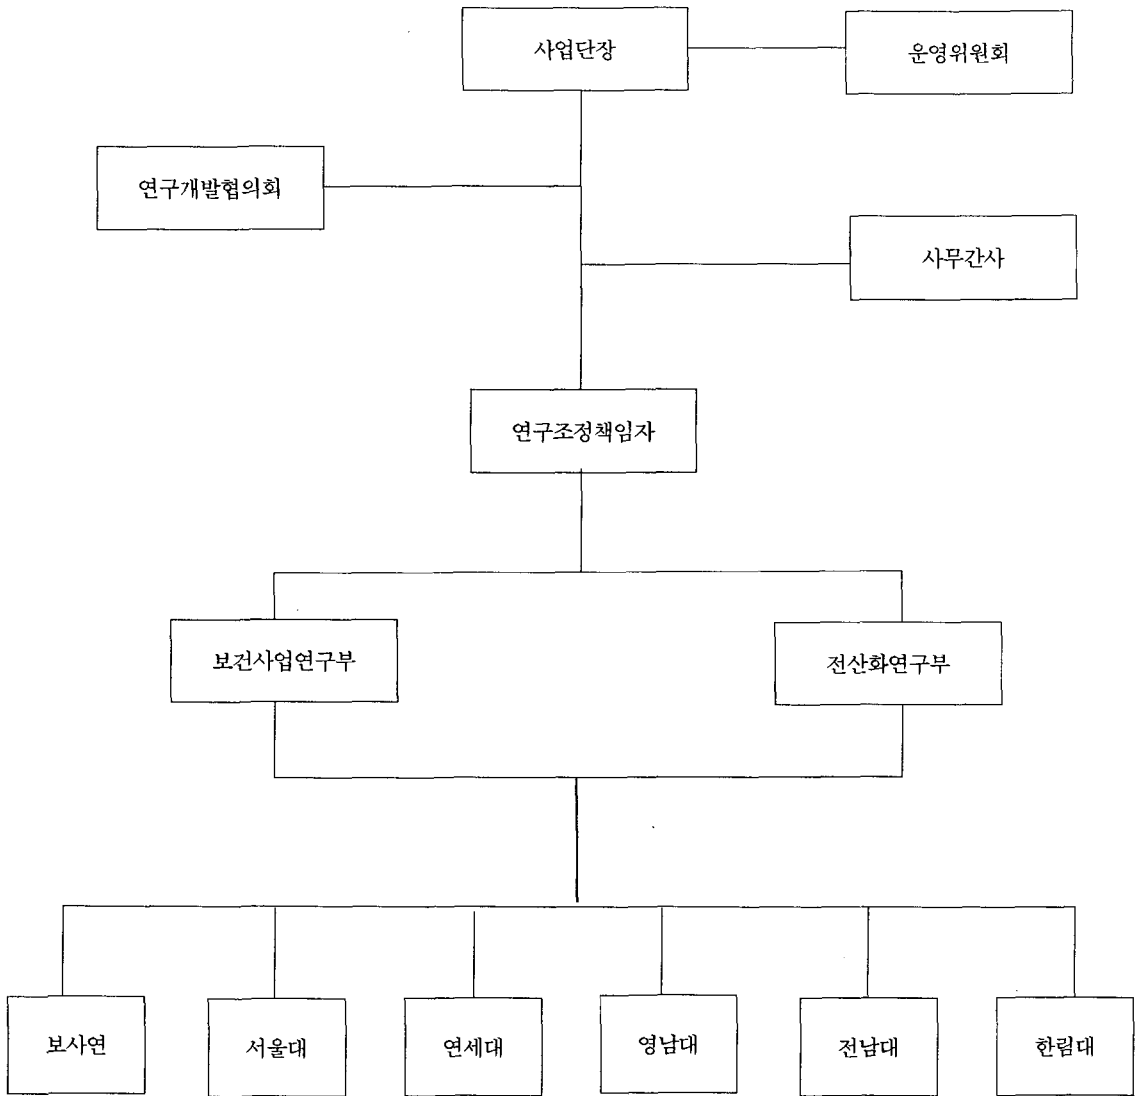 사업단장
운영위원회
연구개발협의회
사무간사
연구조정책임자
보건사업연구부
전산화연구부
보사연
서울대
연세대
영남대
전남대
한림대